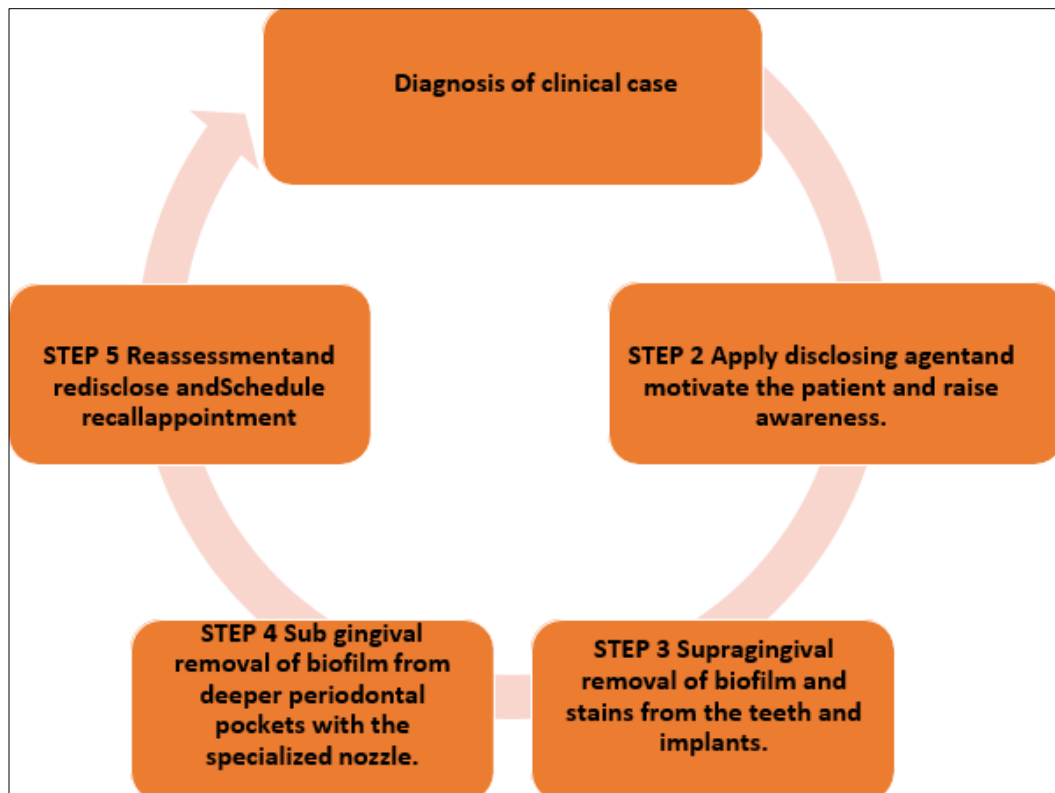 Diagnosis of clinical case
STEP 2 Apply disclosing agentand
motivate the patient and raise
awareness.
STEP 3 Supragingival
removal of biofilm and
stains from the teeth and
implants.
STEP 4 Sub gingival
removal of biofilm from
deeper periodontal
pockets with the
specialized nozzle.
STEP 5 Reassessmentand
redisclose andSchedule
recallappointment